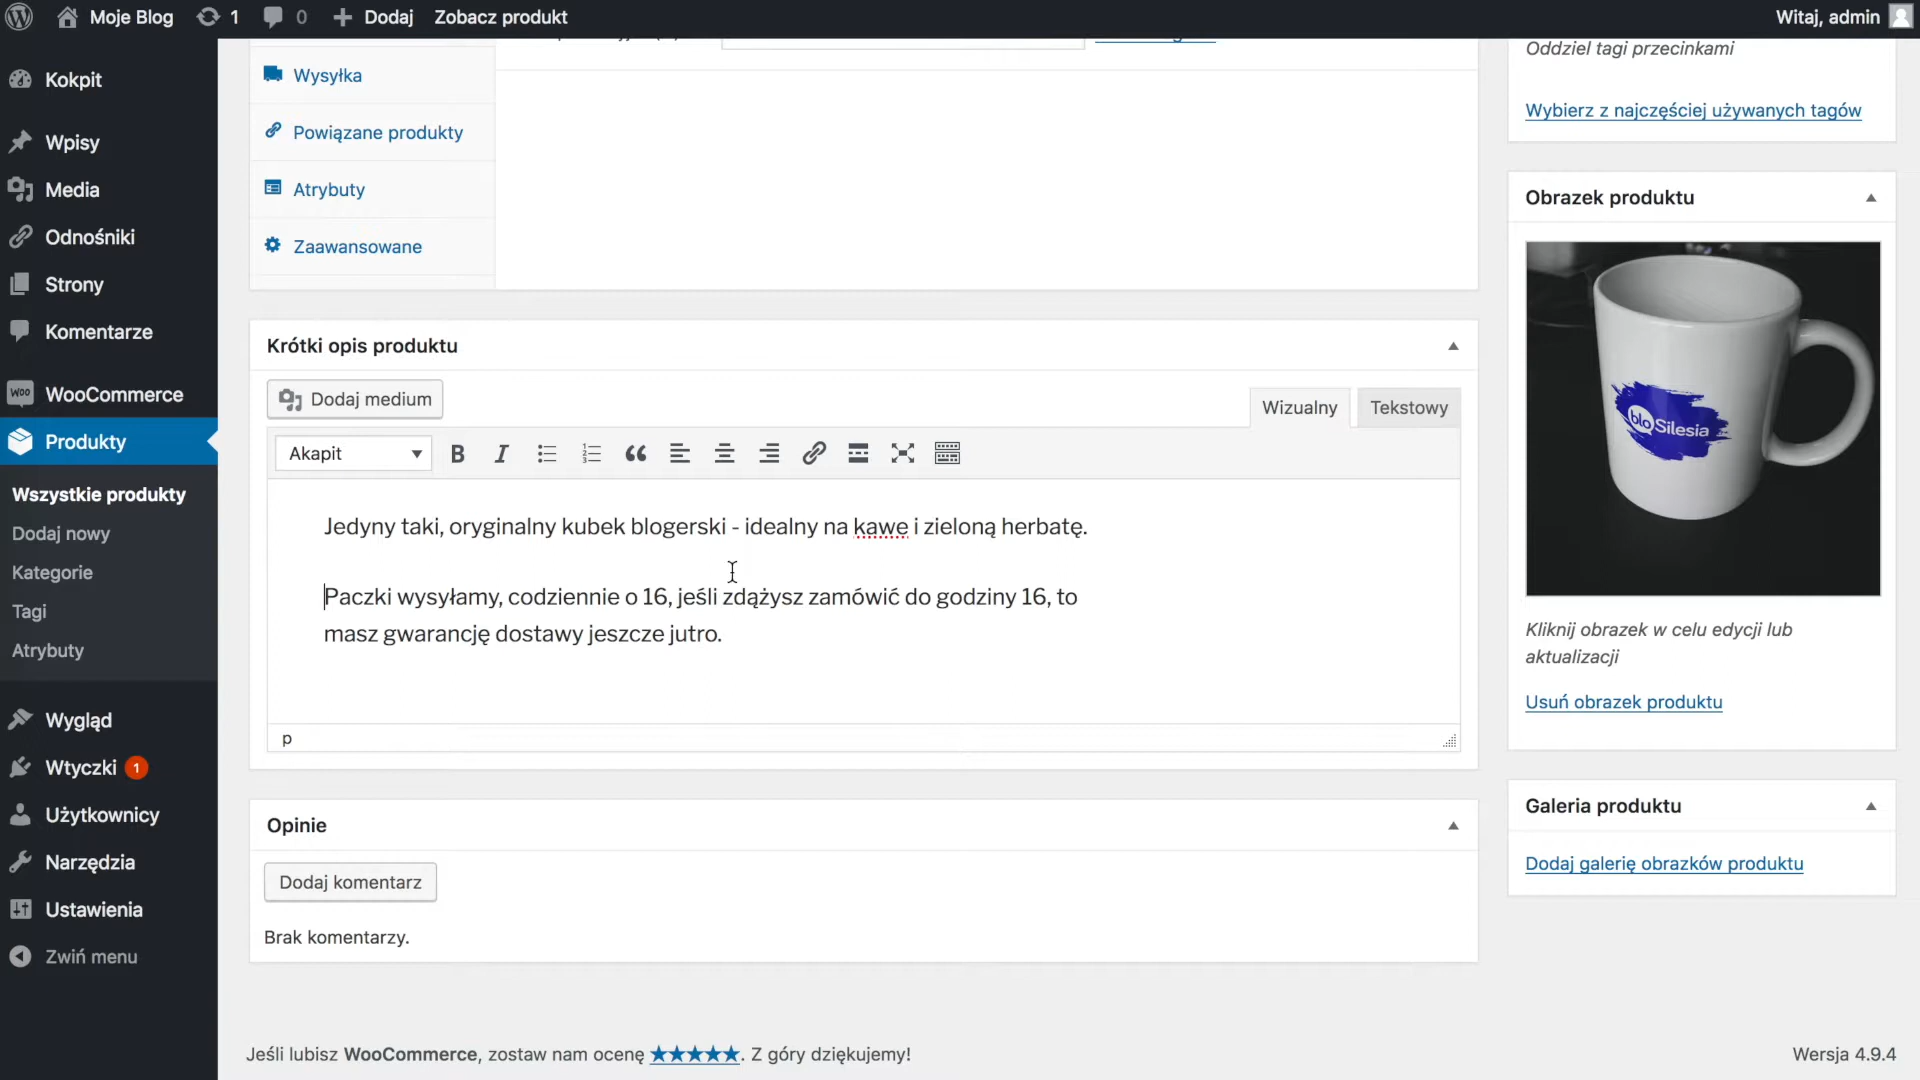 Moje Blog
1
0
Dodaj
Zobacz produkt
Witaj, admin
Kokpit
Wpisy
Media
Odnośniki
Strony
Komentarze
WooCommerce
Produkty
Wszystkie produkty
Dodaj nowy
Kategorie
Tagi
Atrybuty
Wygląd
Wtyczki 1
Użytkownicy
Narzędzia
Ustawienia
Zwiń menu
Wysyłka
Powiązane produkty
Atrybuty
Zaawansowane
Krótki opis produktu
Dodaj medium
Wizualny
Tekstowy
Akapit
Jedyny taki, oryginalny kubek blogerski - idealny na kawe i zieloną herbatę.
Paczki wysyłamy, codziennie o 16, jeśli zdążysz zamówić do godziny 16, to
masz gwarancję dostawy jeszcze jutro.
p
Opinie
Dodaj komentarz
Brak komentarzy.
Oddziel tagi przecinkami
Wybierz z najczęściej używanych tagów
Obrazek produktu
bloSilesia
Kliknij obrazek w celu edycji lub
aktualizacji
Usuń obrazek produktu
Galeria produktu
Dodaj galerię obrazków produktu
Jeśli lubisz WooCommerce, zostaw nam ocenę ★★★★★. Z góry dziękujemy!
Wersja 4.9.4